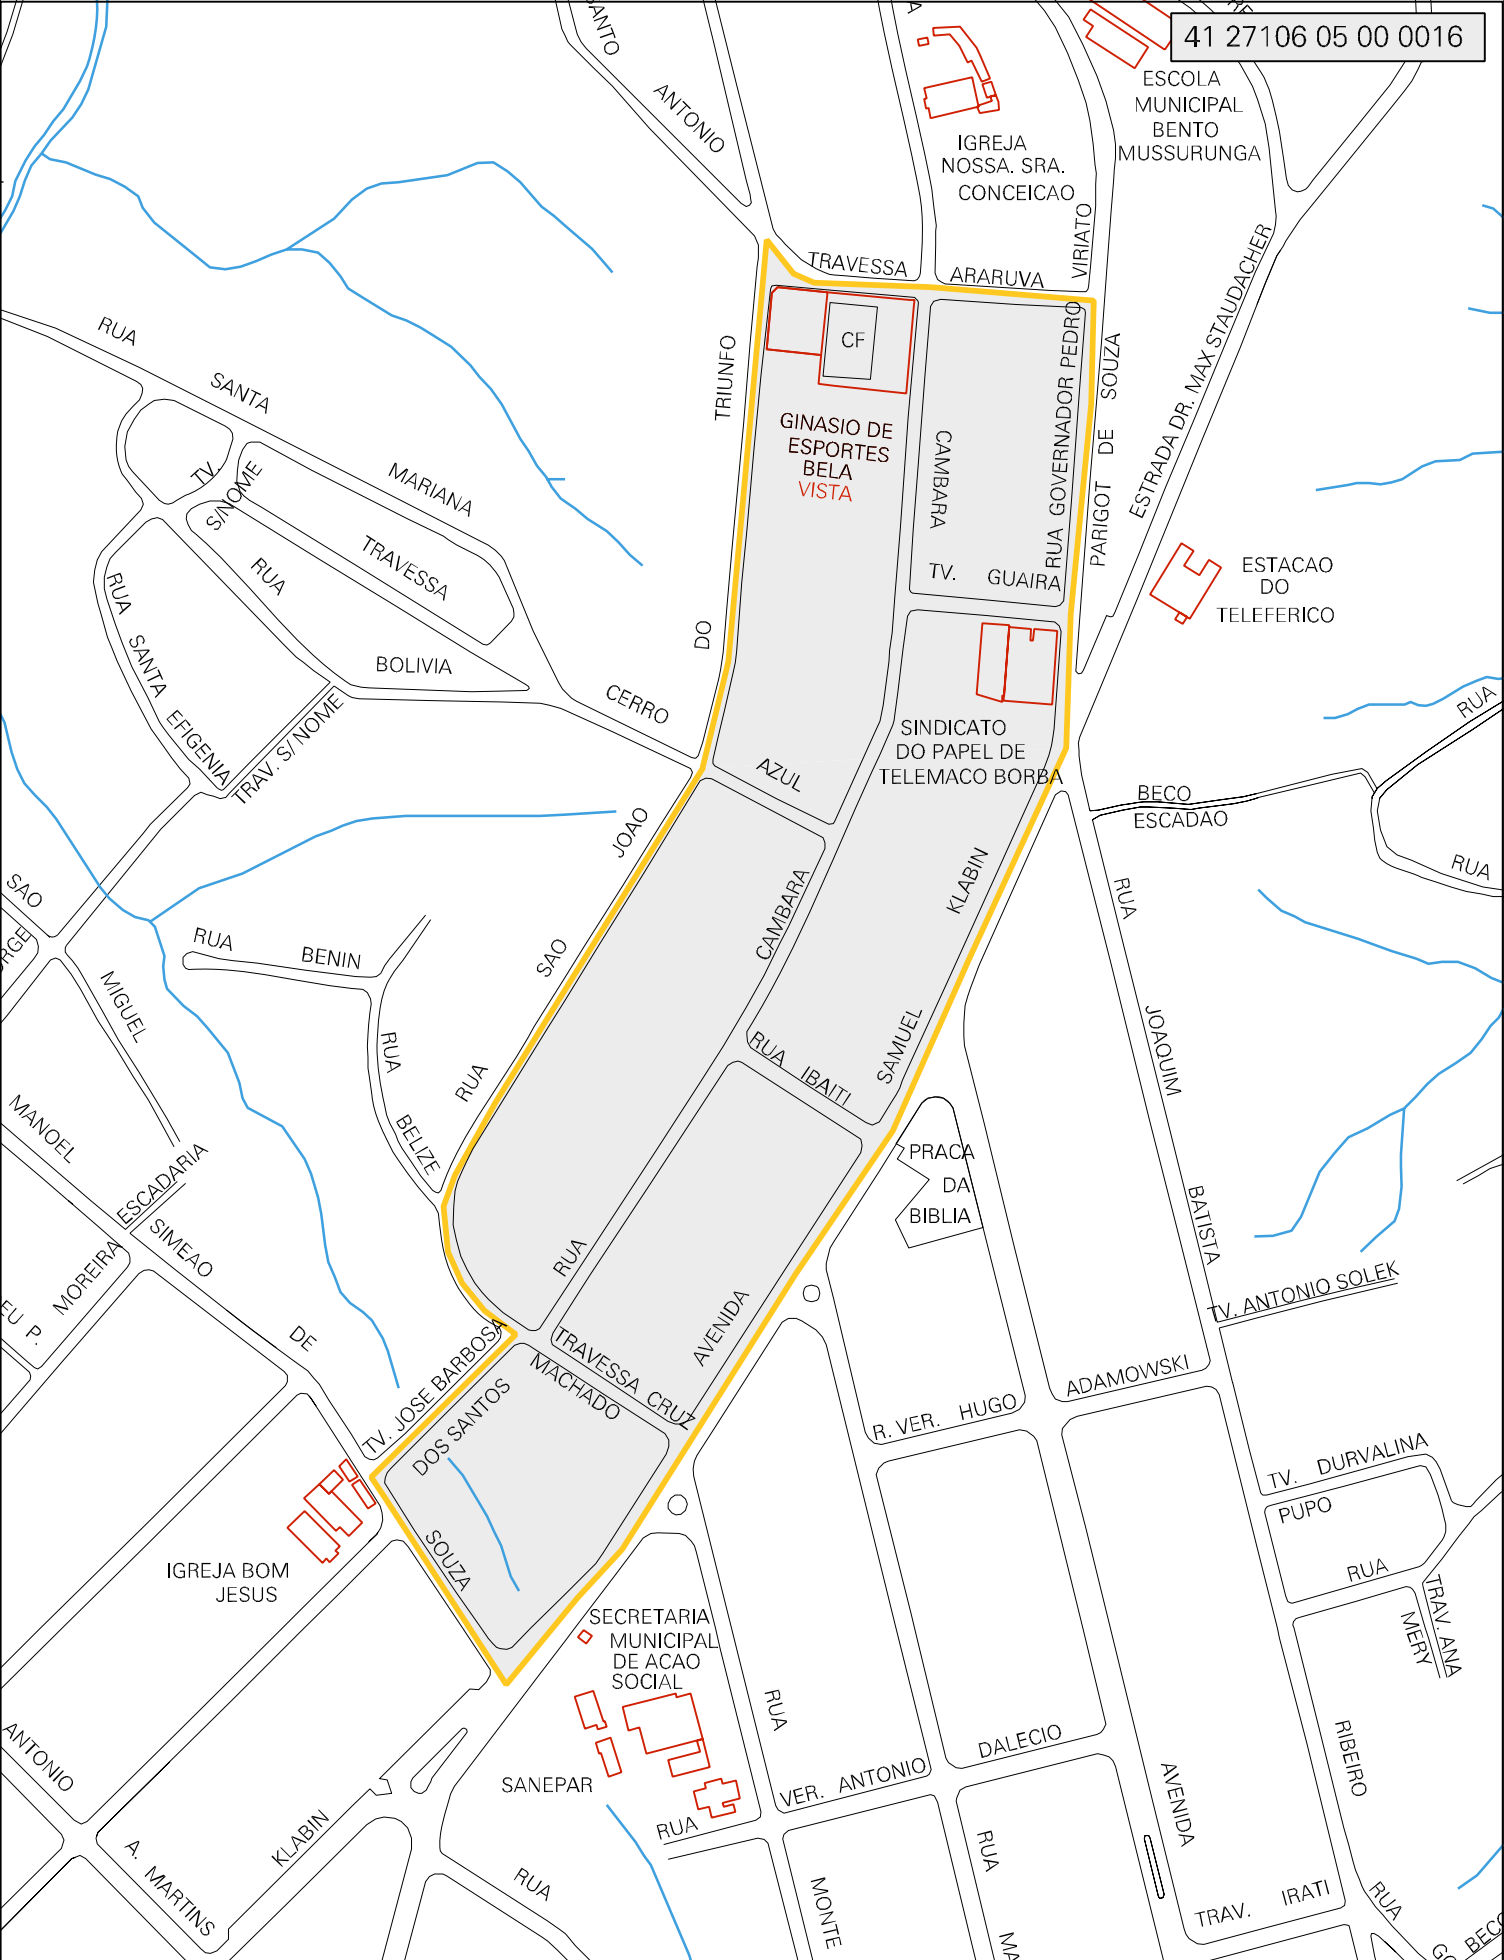 41 27106 05 00 0016
SANTO
ANTONIO
ESCOLA
MUNICIPAL
BENTO
MUSSURUNGA
IGREJA
NOSSA. SRA.
CONCEICAO
VIRIATO
TRAVESSA
ARARUVA
ESTRADA DR. MAX STAUDACHER
RUA
SANTA
MARIANA
TRIUNFO
DO
CF
GINASIO DE
ESPORTES
BELA
VISTA
CAMBARA
RUA GOVERNADOR PEDRO
PARIGOT DE SOUZA
TV.
S/NOME
TRAVESSA
RUA
BOLIVIA
TV. GUAIRA
ESTACAO
DO
TELEFERICO
RUA
SANTA
EFIGENIA
TRAV. S/ NOME
CERRO
AZUL
SINDICATO
DO PAPEL DE
TELEMACO BORBA
RUA
BECO
ESCADAO
RUA
JOAO
SAO
RUA
KLABIN
SAMUEL
AVENIDA
CAMBARA
RUA
RUA
JOAQUIM
BATISTA
SAO
MIGUEL
RUA
BENIN
RUA
BELIZE
RUA
IBAITI
MANOEL
ESCADARIA
SIMEAO
DE
MOREIRA
EU P.
PRACA
DA
BIBLIA
TV. ANTONIO SOLEK
TV. JOSE BARBOSA
DOS SANTOS
TRAVESSA CRUZ
MACHADO
ADAMOWSKI
R. VER. HUGO
TV. DURVALINA
PUPO
SOUZA
IGREJA BOM
JESUS
RUA
TRAV. ANA
MERY
SECRETARIA
MUNICIPAL
DE ACAO
SOCIAL
SANEPAR
RUA
MONTE
DALECIO
VER. ANTONIO
RUA
RIBEIRO
AVENIDA
ANTONIO
A. MARTINS
KLABIN
RUA
RUA
TRAV. IRATI
RUA